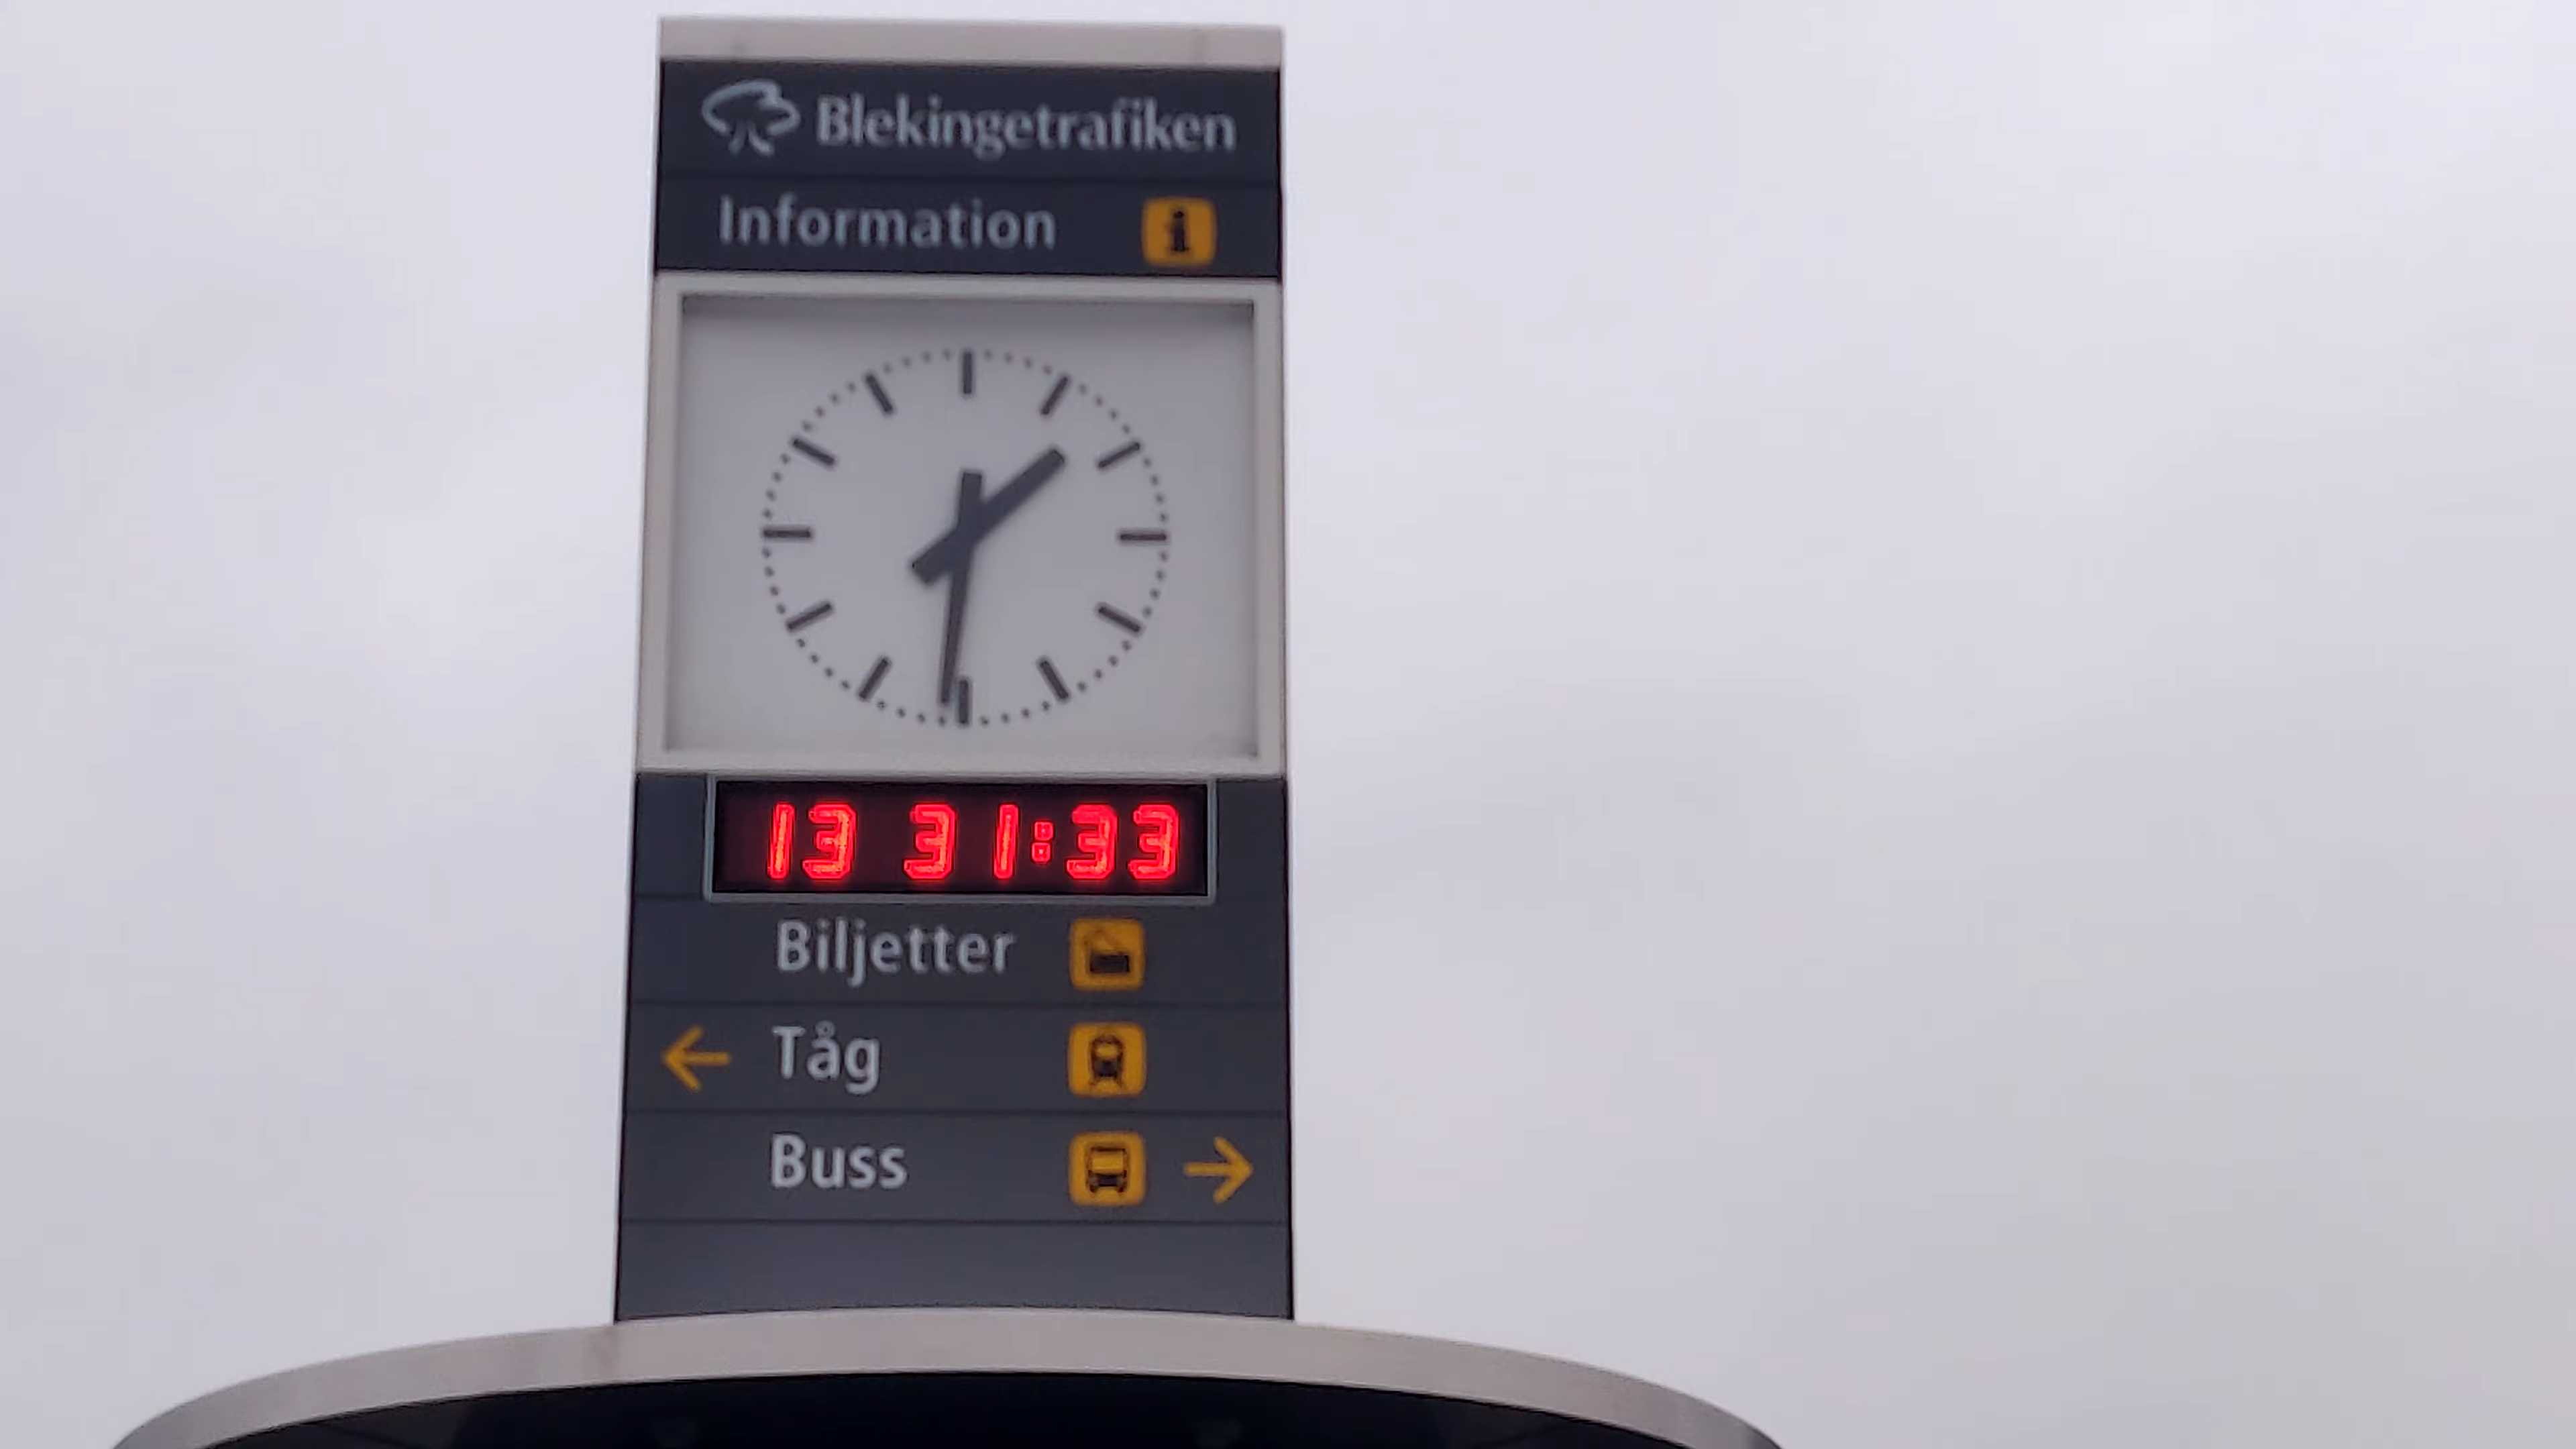 Blekingetrafiken
Information
13 31:33
Biljetter
Tåg
Buss